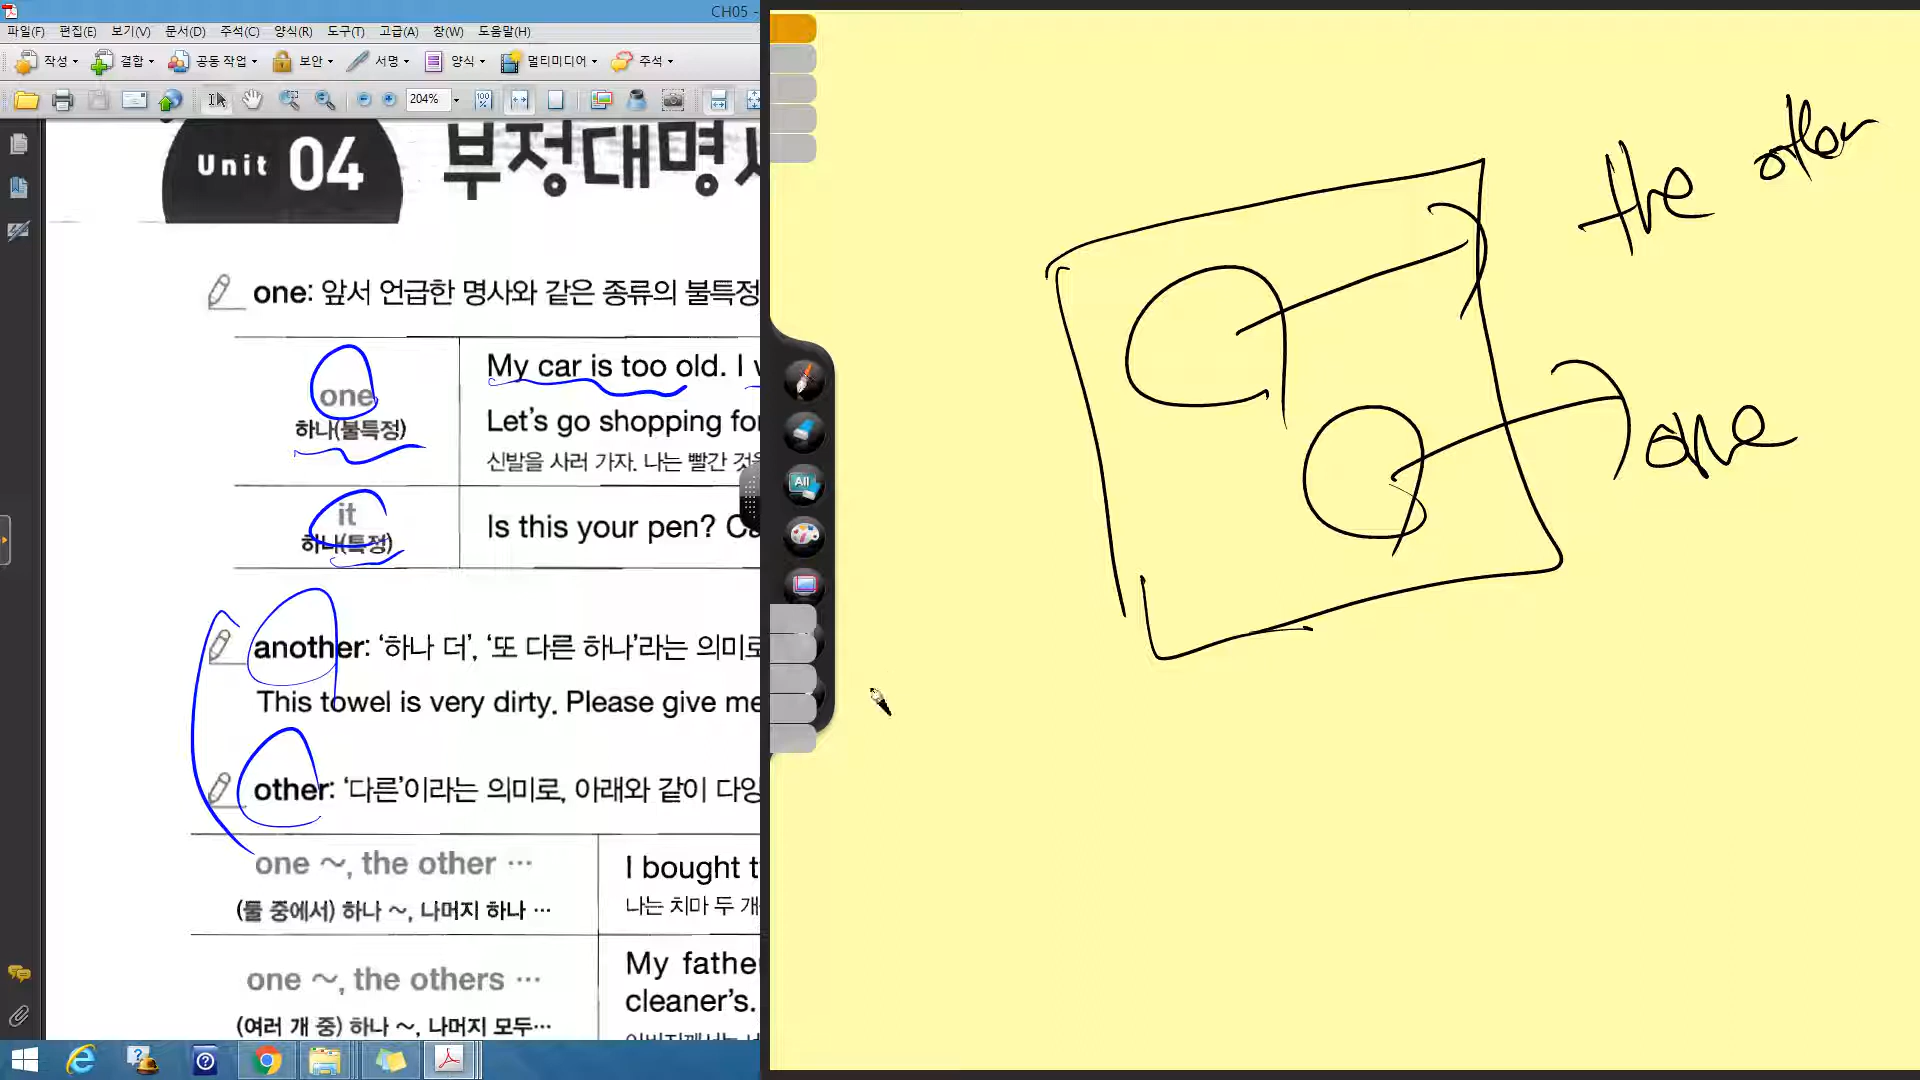 CH05 -
파일(F) 편집(E) 보기(V) 문서(D) 주석(C) 양식(R) 도구(T) 고급(A) 창(W) 도움말(H)
작성 결합 공동 작업 보안 서명 양식 멀티미디어 주석
204%
Unit 04 부정대명사
one: 앞서 언급한 명사와 같은 종류의 불특정
one
하나(불특정)
My car is too old. I w
Let's go shopping for
신발을 사러 가자. 나는 빨간 것을
it
하나(특정)
Is this your pen? Ca
another: '하나 더', '또 다른 하나'라는 의미로
This towel is very dirty. Please give me
other: '다른'이라는 의미로, 아래와 같이 다양
one ~, the other ···
(둘 중에서) 하나 ~, 나머지 하나 ···
I bought t
나는 치마 두 개
one ~, the others ···
(여러 개 중) 하나 ~, 나머지 모두···
My fathe
cleaner's.
All
the other
one